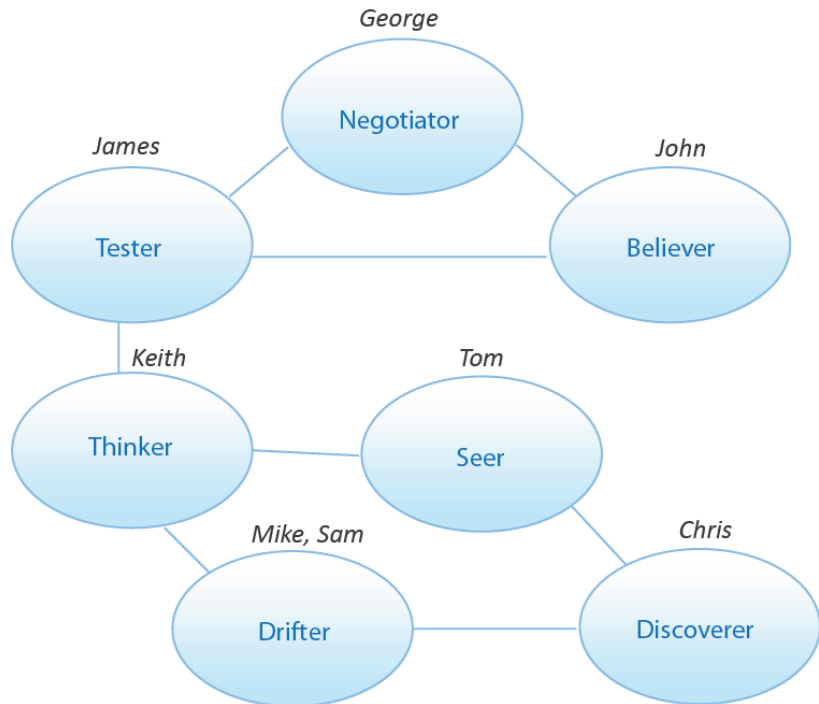 George
Negotiator
James
Tester
John
Believer
Keith
Thinker
Tom
Seer
Mike, Sam
Drifter
Chris
Discoverer